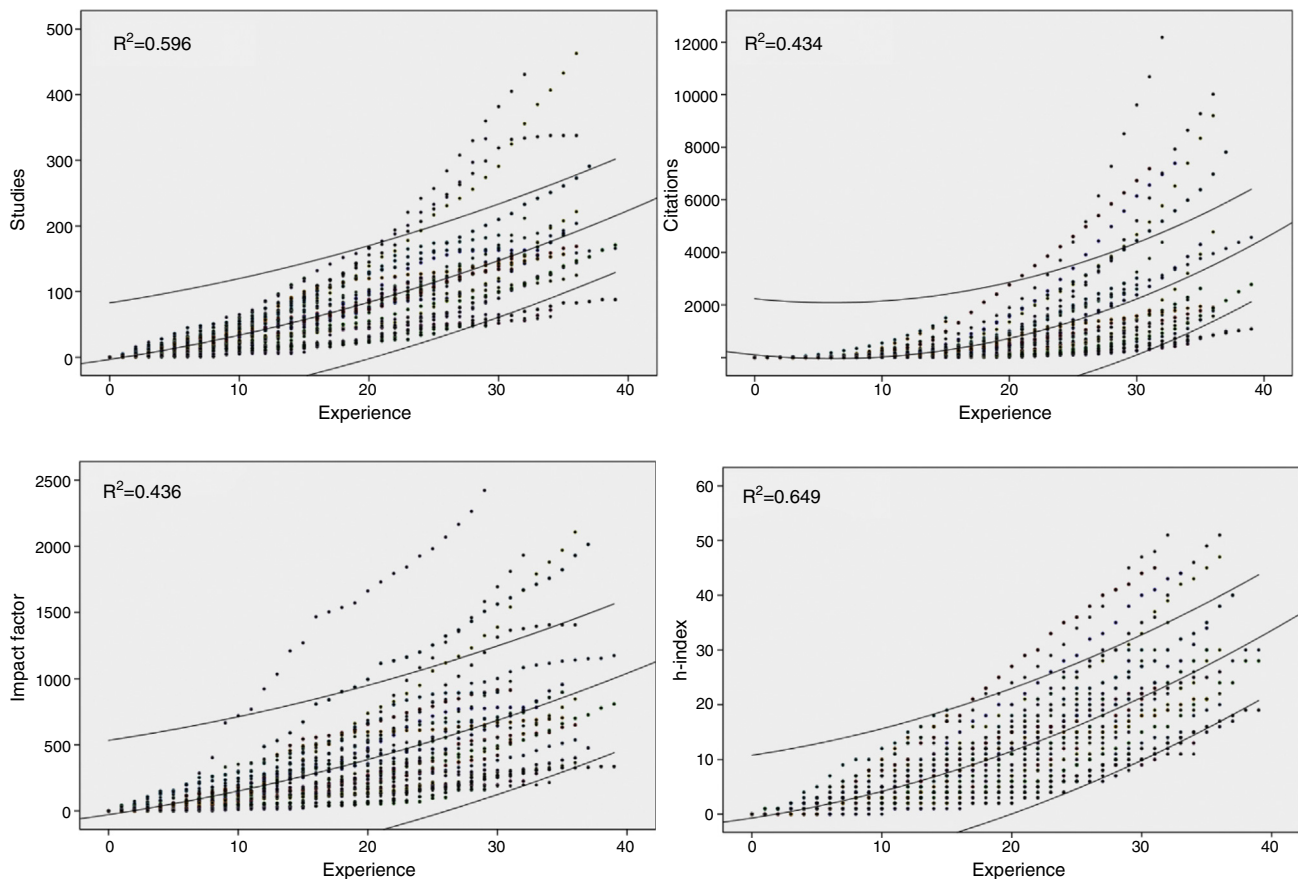 500
400
300
200
100
0
Studies
R²=0.596
0 10 20 30 40
Experience
12000
10000
8000
6000
4000
2000
Citations
R²=0.434
0 10 20 30 40
Experience
2500
2000
1500
1000
500
0
Impact factor
R²=0.436
0 10 20 30 40
Experience
60
50
40
30
20
10
0
h-index
R²=0.649
0 10 20 30 40
Experience